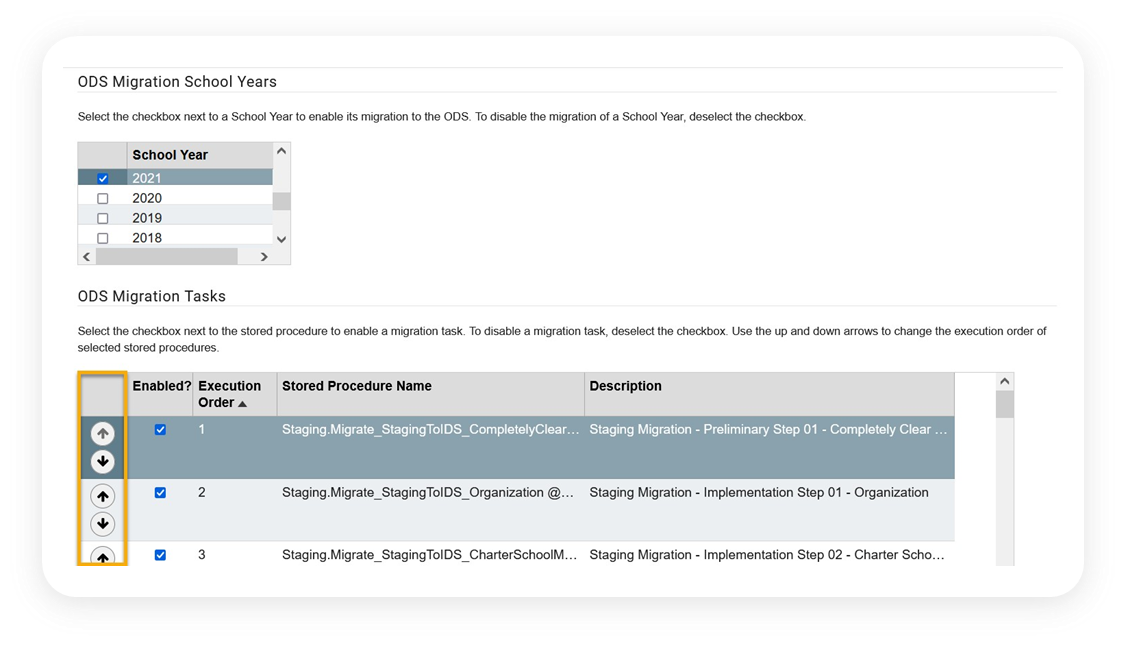 ODS Migration School Years
Select the checkbox next to a School Year to enable its migration to the ODS. To disable the migration of a School Year, deselect the checkbox.
School Year
2021
2020
2019
2018
ODS Migration Tasks
Select the checkbox next to the stored procedure to enable a migration task. To disable a migration task, deselect the checkbox. Use the up and down arrows to change the execution order of
selected stored procedures.
Enabled? Execution Stored Procedure Name Description
Order
1 Staging.Migrate_StagingToIDS_CompletelyClear... Staging Migration - Preliminary Step 01 - Completely Clear ...
2 Staging.Migrate_StagingToIDS_Organization @... Staging Migration - Implementation Step 01 - Organization
3 Staging.Migrate_StagingToIDS_CharterSchoolM... Staging Migration - Implementation Step 02 - Charter Scho...